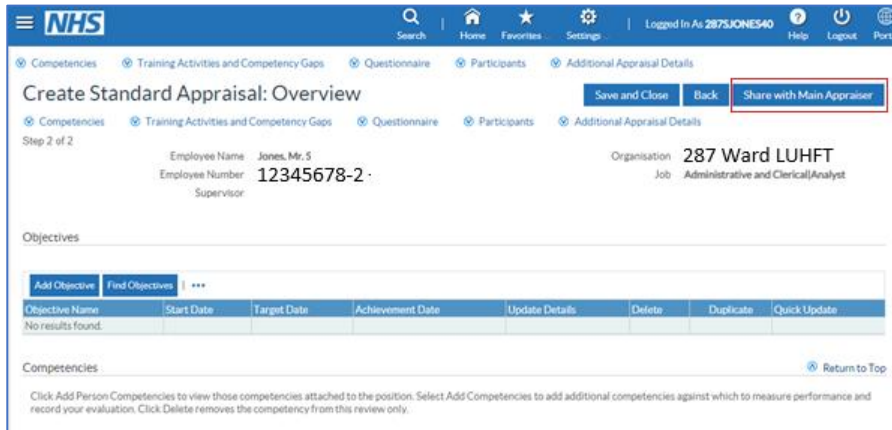 NHS
Search
Home
Favorites
Settings
Logged In As 287SJONES40
Help
Logout
Port
Competencies Training Activities and Competency Gaps Questionnaire Participants Additional Appraisal Details
Create Standard Appraisal: Overview
Save and Close Back Share with Main Appraiser
Competencies Training Activities and Competency Gaps Questionnaire Participants Additional Appraisal Details
Step 2 of 2
Employee Name Jones, Mr. S
Organisation 287 Ward LUHFT
Employee Number 12345678-2
Job Administrative and Clerical|Analyst
Supervisor
Objectives
Add Objective Find Objectives | •••
Objective Name Start Date Target Date Achievement Date Update Details Delete Duplicate Quick Update
No results found.
Competencies
Return to Top
Click Add Person Competencies to view those competencies attached to the position. Select Add Competencies to add additional competencies against which to measure performance and
record your evaluation. Click Delete removes the competency from this review only.